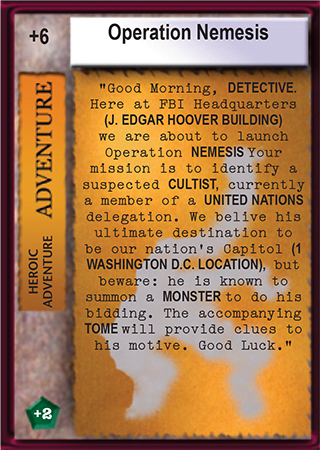 +6
Operation Nemesis
HEROIC
ADVENTURE
ADVENTURE
"Good Morning, DETECTIVE.
Here at FBI Headquarters
(J. EDGAR HOOVER BUILDING)
we are about to launch
Operation NEMESIS Your
mission is to identify a
suspected CULTIST, currently
a member of a UNITED NATIONS
delegation. We belive his
ultimate destination to
be our nation's Capitol (1
WASHINGTON D.C. LOCATION), but
beware: he is known to
summon a MONSTER to do his
bidding. The accompanying
TOME will provide clues to
his motive. Good Luck."
+2